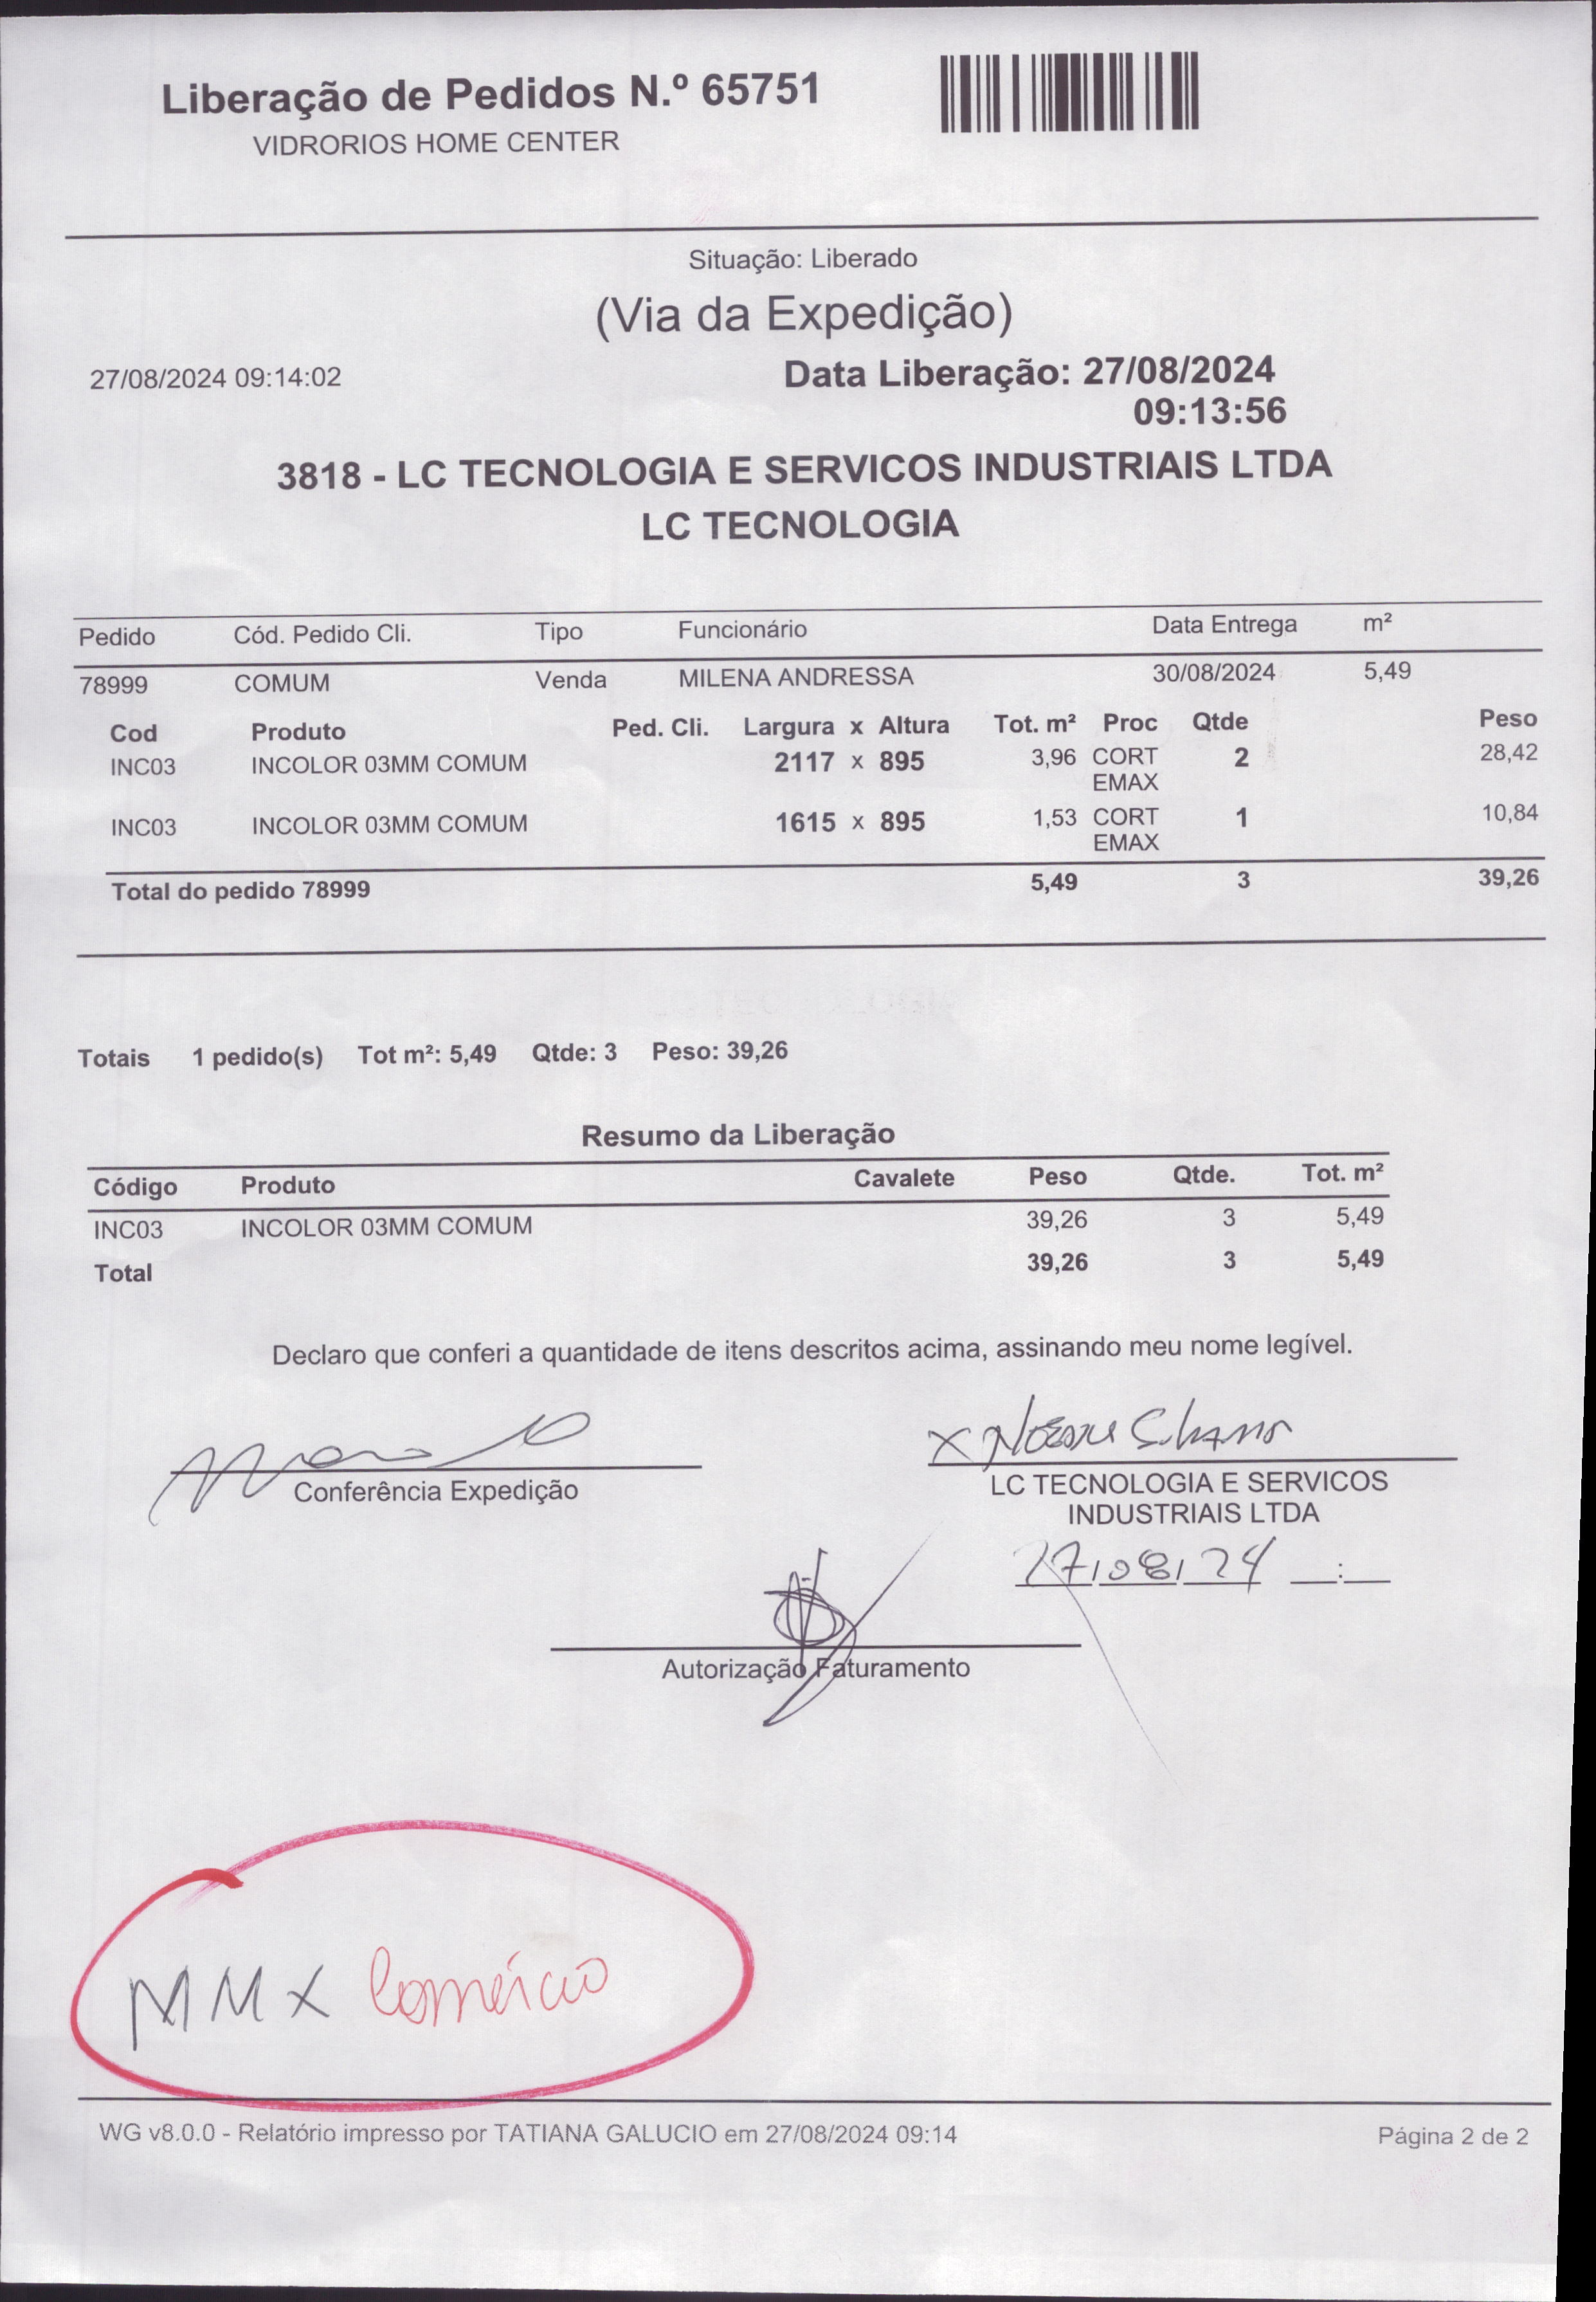 Liberação de Pedidos N.º 65751
VIDRORIOS HOME CENTER
Situação: Liberado
(Via da Expedição)
27/08/2024 09:14:02
Data Liberação: 27/08/2024
09:13:56
3818 - LC TECNOLOGIA E SERVICOS INDUSTRIAIS LTDA
LC TECNOLOGIA
Pedido Cód. Pedido Cli. Tipo Funcionário Data Entrega m²
78999 COMUM Venda MILENA ANDRESSA 30/08/2024 5,49
Cod Produto Ped. Cli. Largura x Altura Tot. m² Proc Qtde Peso
INC03 INCOLOR 03MM COMUM 2117 x 895 3,96 CORT 2 28,42
EMAX
INC03 INCOLOR 03MM COMUM 1615 x 895 1,53 CORT 1 10,84
EMAX
Total do pedido 78999 5,49 3 39,26
Totais 1 pedido(s) Tot m²: 5,49 Qtde: 3 Peso: 39,26
Resumo da Liberação
Código Produto Cavalete Peso Qtde. Tot. m²
INC03 INCOLOR 03MM COMUM 39,26 3 5,49
Total 39,26 3 5,49
Declaro que conferi a quantidade de itens descritos acima, assinando meu nome legível.
X
Conferência Expedição
LC TECNOLOGIA E SERVICOS
INDUSTRIAIS LTDA
27/08/24 __:__
Autorização Faturamento
MMX Comércio
WG v8.0.0 - Relatório impresso por TATIANA GALUCIO em 27/08/2024 09:14
Página 2 de 2